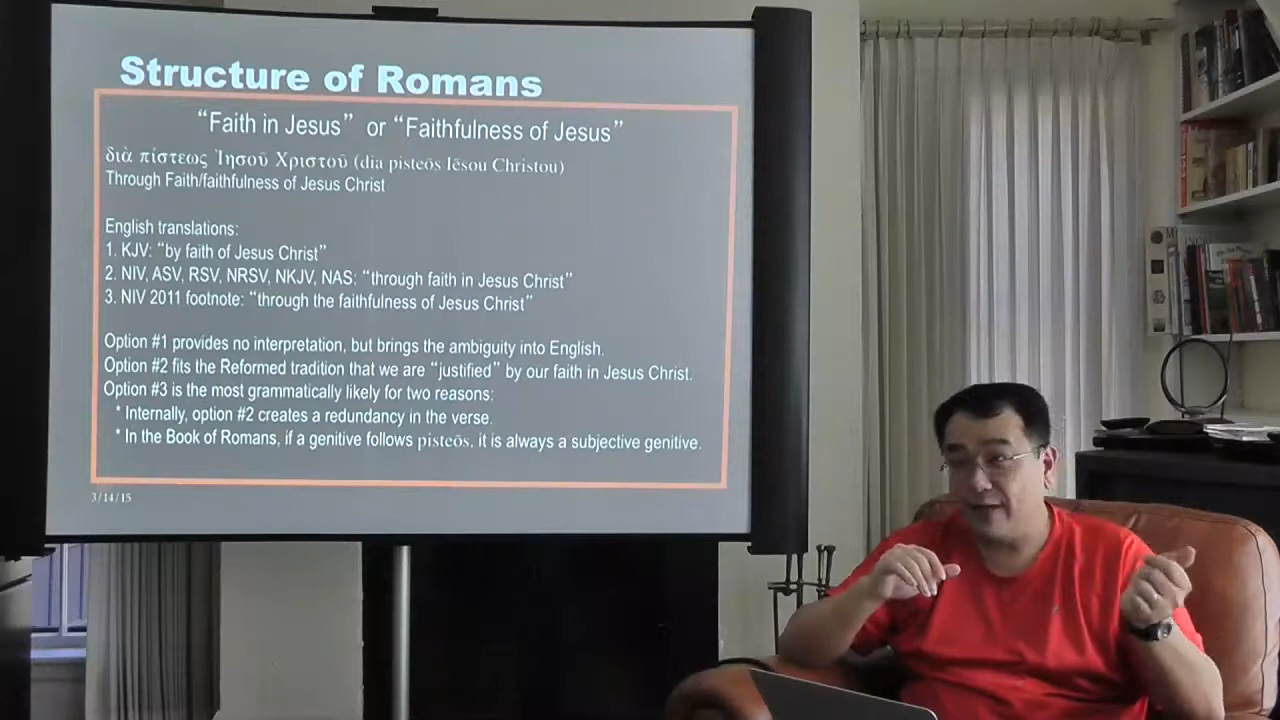 Structure of Romans
“Faith in Jesus” or “Faithfulness of Jesus”
διὰ πίστεως Ἰησοῦ Χριστοῦ (dia pisteōs Iēsou Christou)
Through Faith/faithfulness of Jesus Christ
English translations:
1. KJV: “by faith of Jesus Christ”
2. NIV, ASV, RSV, NRSV, NKJV, NAS: “through faith in Jesus Christ”
3. NIV 2011 footnote: “through the faithfulness of Jesus Christ”
Option #1 provides no interpretation, but brings the ambiguity into English.
Option #2 fits the Reformed tradition that we are “justified” by our faith in Jesus Christ.
Option #3 is the most grammatically likely for two reasons:
* Internally, option #2 creates a redundancy in the verse.
* In the Book of Romans, if a genitive follows pisteōs, it is always a subjective genitive.
3/14/15